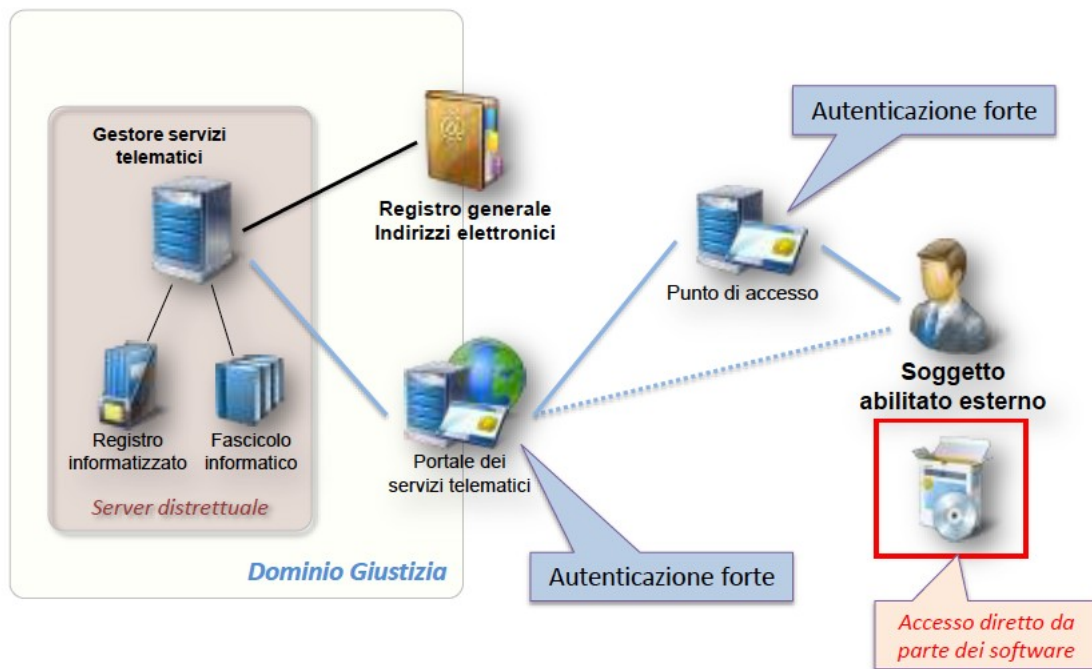 Gestore servizi
telematici
Registro generale
Indirizzi elettronici
Autenticazione forte
Punto di accesso
Soggetto
abilitato esterno
Registro
informatizzato
Fascicolo
informatico
Server distrettuale
Portale dei
servizi telematici
Dominio Giustizia
Autenticazione forte
Accesso diretto da
parte dei software